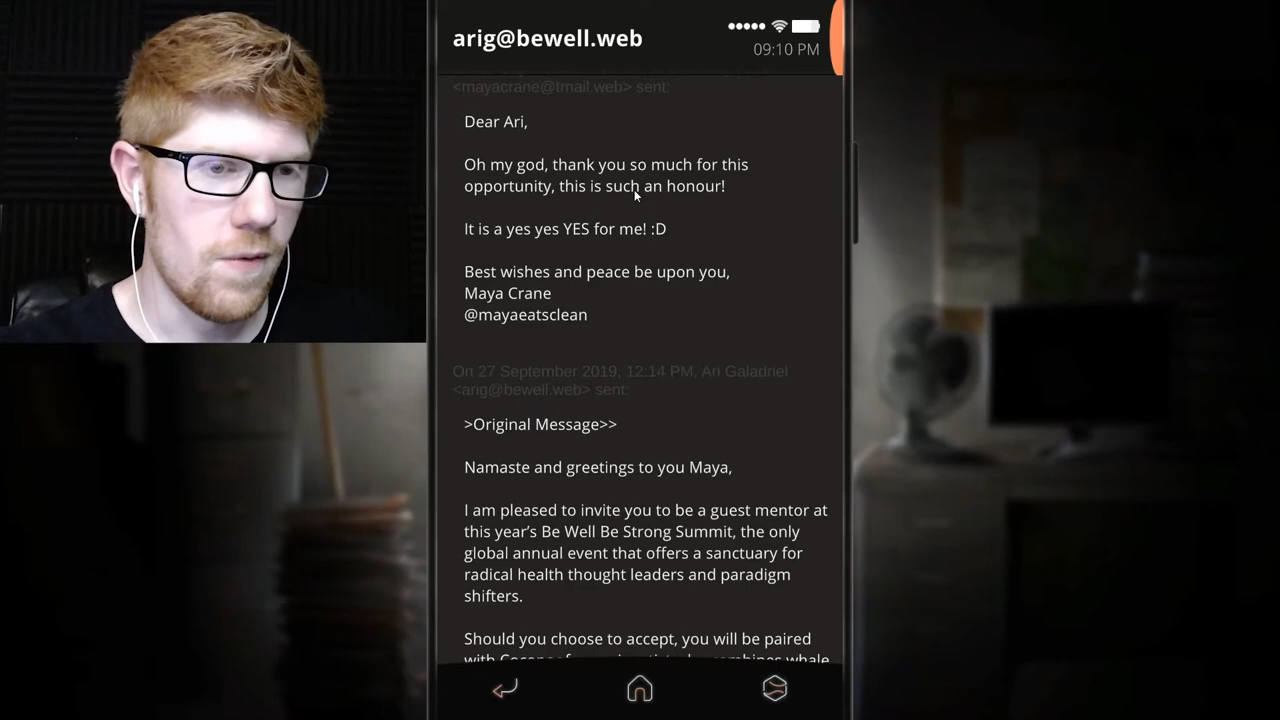 arig@bewell.web
09:10 PM
<mayacrane@tmail.web> sent:
Dear Ari,
Oh my god, thank you so much for this
opportunity, this is such an honour!
It is a yes yes YES for me! :D
Best wishes and peace be upon you,
Maya Crane
@mayaeatsclean
On 27 September 2019, 12:14 PM, Ari Galadriel
<arig@bewell.web> sent:
>Original Message>>
Namaste and greetings to you Maya,
I am pleased to invite you to be a guest mentor at
this year's Be Well Be Strong Summit, the only
global annual event that offers a sanctuary for
radical health thought leaders and paradigm
shifters.
Should you choose to accept, you will be paired
with